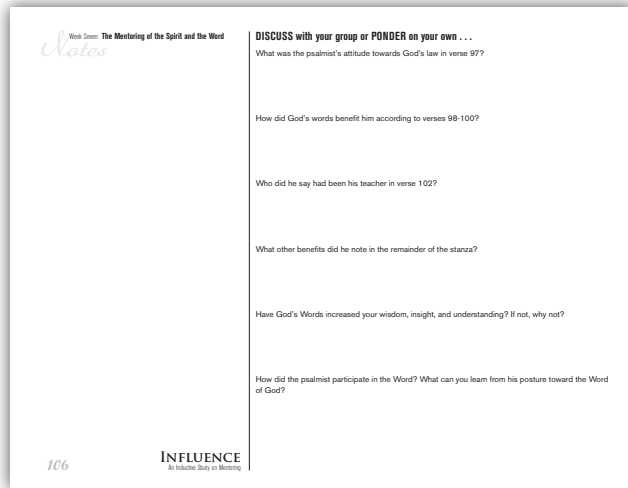 Week Seven: The Mentoring of the Spirit and the Word
Notes
DISCUSS with your group or PONDER on your own . . .
What was the psalmist's attitude towards God's law in verse 97?
How did God's words benefit him according to verses 98-100?
Who did he say had been his teacher in verse 102?
What other benefits did he note in the remainder of the stanza?
Have God's Words increased your wisdom, insight, and understanding? If not, why not?
How did the psalmist participate in the Word? What can you learn from his posture toward the Word
of God?
106
INFLUENCE
An Inductive Study on Mentoring